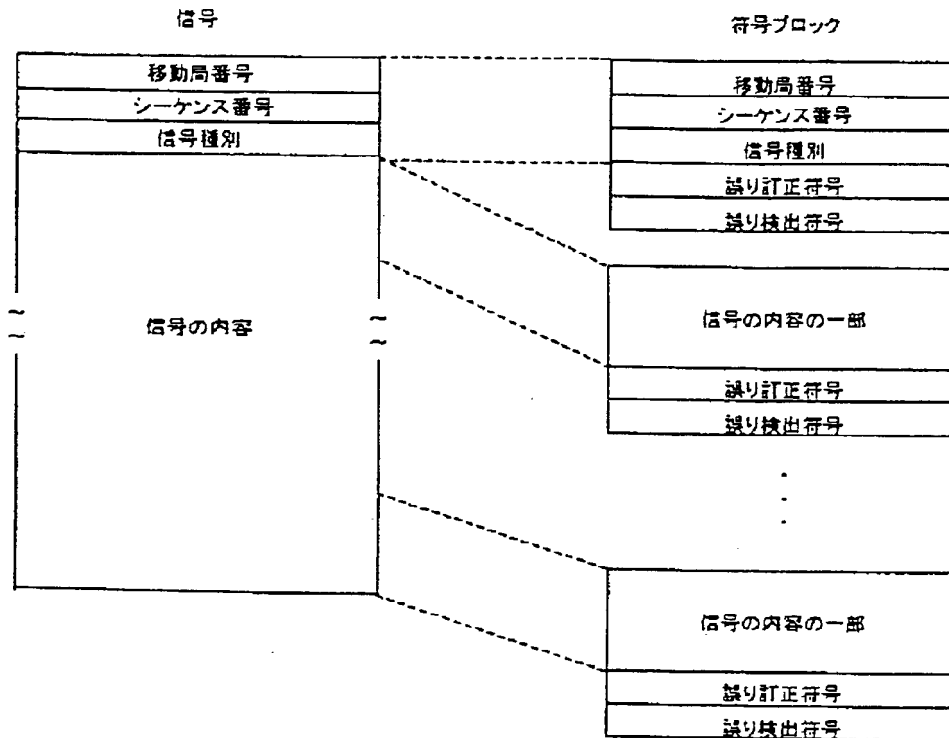 信号
移動局番号
シーケンス番号
信号種別
信号の内容
符号ブロック
移動局番号
シーケンス番号
信号種別
誤り訂正符号
誤り検出符号
信号の内容の一部
誤り訂正符号
誤り検出符号
信号の内容の一部
誤り訂正符号
誤り検出符号